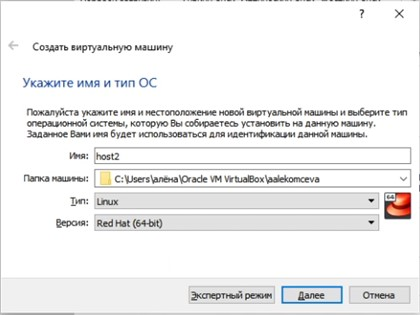 Создать виртуальную машину
Укажите имя и тип ОС
Пожалуйста укажите имя и местоположение новой виртуальной машины и выберите тип
операционной системы, которую Вы собираетесь установить на данную машину.
Заданное Вами имя будет использоваться для идентификации данной машины.
Имя: host2
Папка машины: C:\Users\алёна\Oracle VM VirtualBox\aalekomceva
Тип: Linux
64
Версия: Red Hat (64-bit)
Экспертный режим Далее Отмена